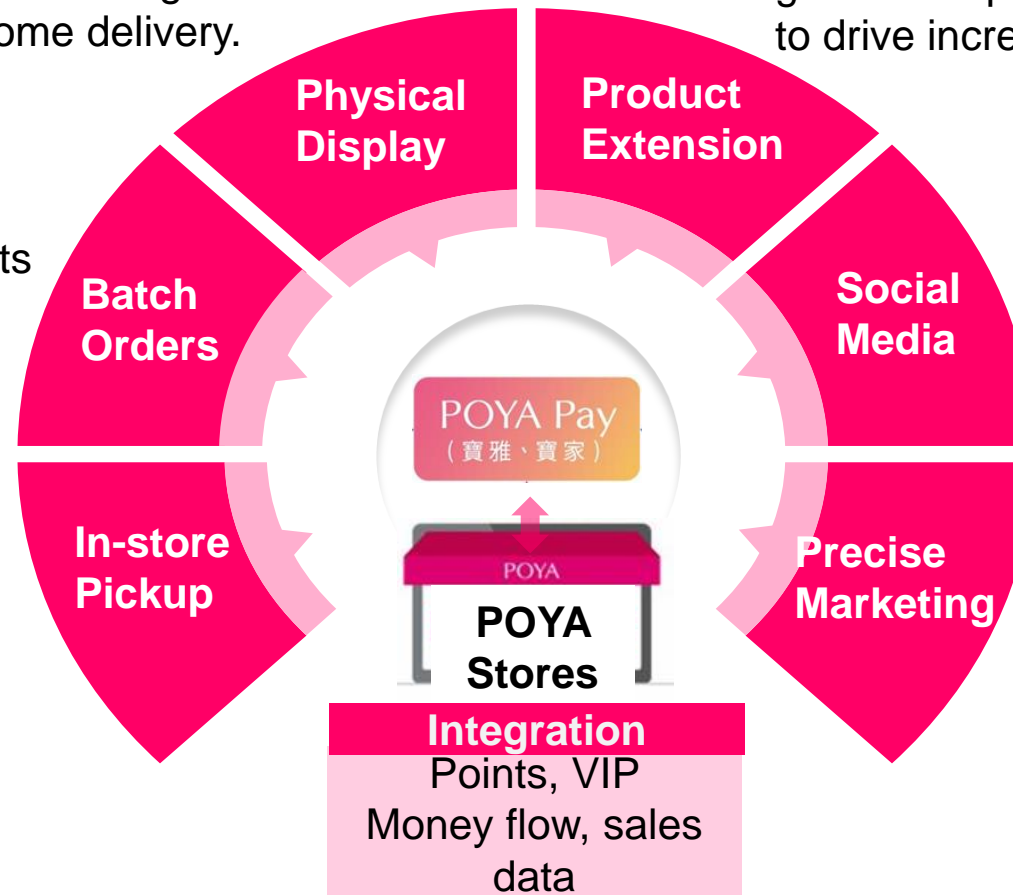 ome delivery.
to drive incre
Physical
Display
Product
Extension
ts
Batch
Orders
Social
Media
POYA Pay
(寶雅、寶家)
In-store
Pickup
Precise
Marketing
POYA
POYA
Stores
Integration
Points, VIP
Money flow, sales
data